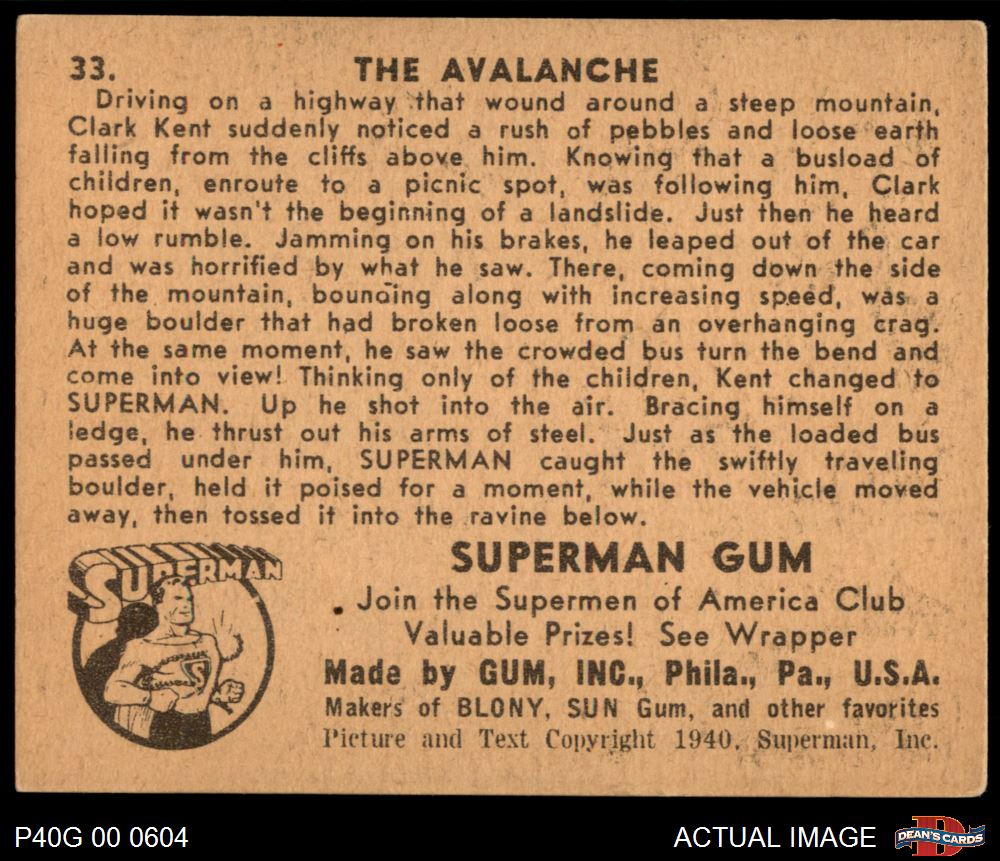 33. THE AVALANCHE
Driving on a highway that wound around a steep mountain,
Clark Kent suddenly noticed a rush of pebbles and loose earth
falling from the cliffs above him. Knowing that a busload of
children, enroute to a picnic spot, was following him, Clark
hoped it wasn't the beginning of a landslide. Just then he heard
a low rumble. Jamming on his brakes, he leaped out of the car
and was horrified by what he saw. There, coming down the side
of the mountain, bounding along with increasing speed, was a
huge boulder that had broken loose from an overhanging crag.
At the same moment, he saw the crowded bus turn the bend and
come into view! Thinking only of the children, Kent changed to
SUPERMAN. Up he shot into the air. Bracing himself on a
ledge, he thrust out his arms of steel. Just as the loaded bus
passed under him, SUPERMAN caught the swiftly traveling
boulder, held it poised for a moment, while the vehicle moved
away, then tossed it into the ravine below.
SUPERMAN
S
SUPERMAN GUM
Join the Supermen of America Club
Valuable Prizes! See Wrapper
Made by GUM, INC., Phila., Pa., U.S.A.
Makers of BLONY, SUN Gum, and other favorites
Picture and Text Copyright 1940, Superman, Inc.
P40G 00 0604
ACTUAL IMAGE
D
DEAN'S CARDS